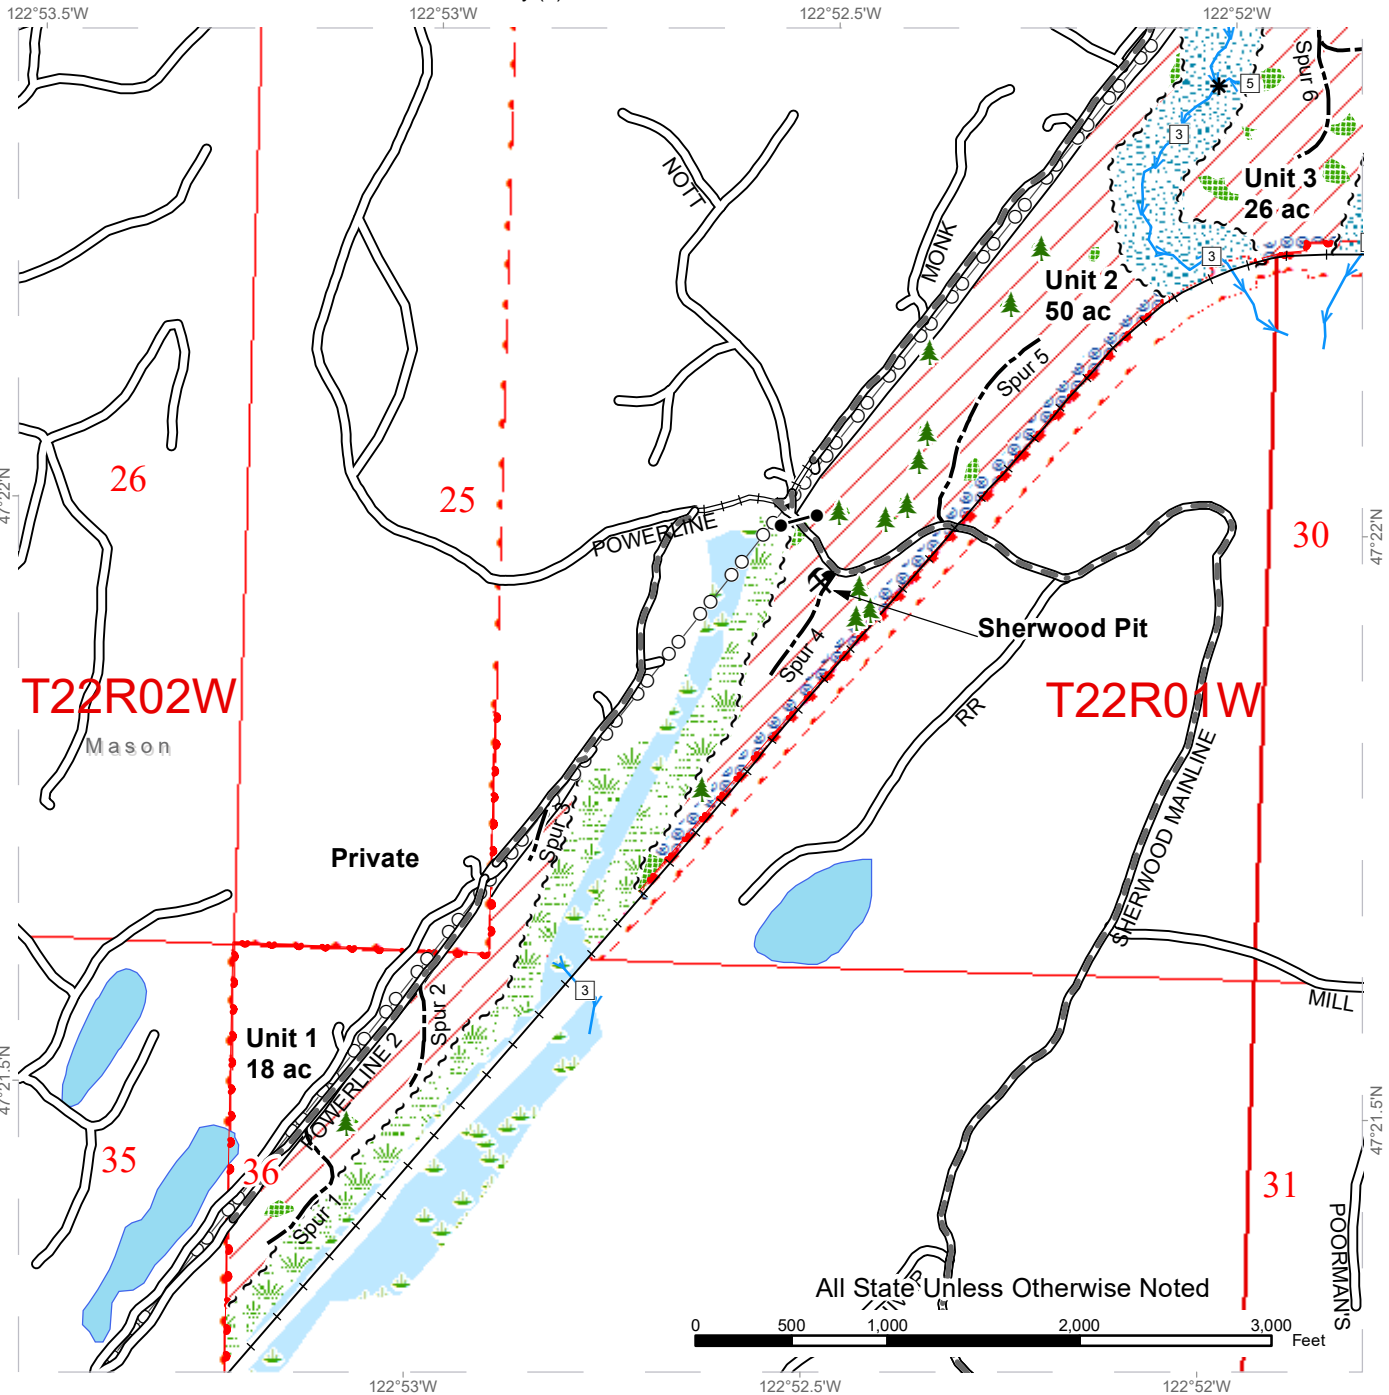 122°53.5'W
122°53'W
122°52.5'W
122°52'W
Spur 6
5
3
NOTT
Unit 3
26 ac
MONK
3
Unit 2
50 ac
Spur 5
26
25
47°22'N
POWERLINE
30
47°22'N
Sherwood Pit
Spur 4
T22R02W
T22R01W
RR
Mason
SHERWOOD MAINLINE
Spur 3
Private
3
MILL
Spur 2
Unit 1
18 ac
POWERLINE 2
47°21.5'N
47°21.5'N
35
36
31
Spur 1
POORMAN'S
All State Unless Otherwise Noted
0 500 1,000 2,000 3,000
Feet
122°53'W
122°52.5'W
122°52'W